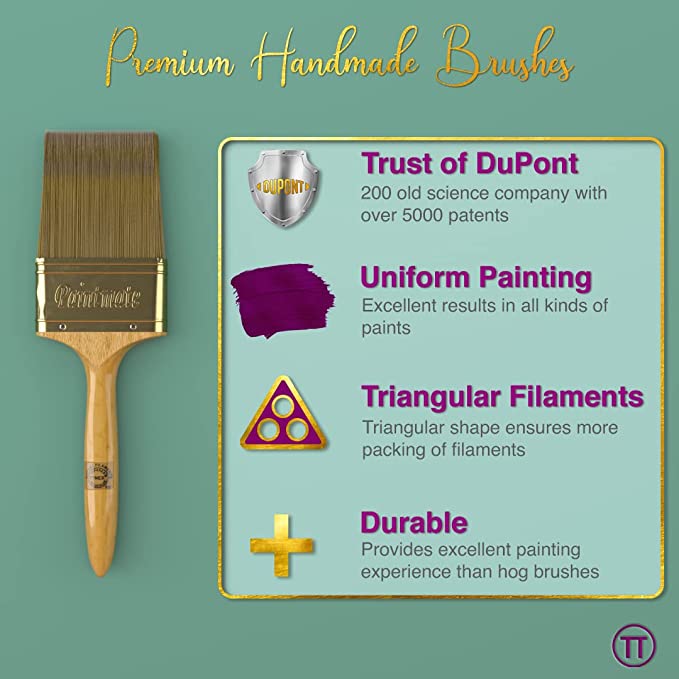 Premium Handmade Brushes
DUPONT
Trust of DuPont
200 old science company with
over 5000 patents
Uniform Painting
Excellent results in all kinds of
paints
Triangular Filaments
Triangular shape ensures more
packing of filaments
Durable
Provides excellent painting
experience than hog brushes
TT